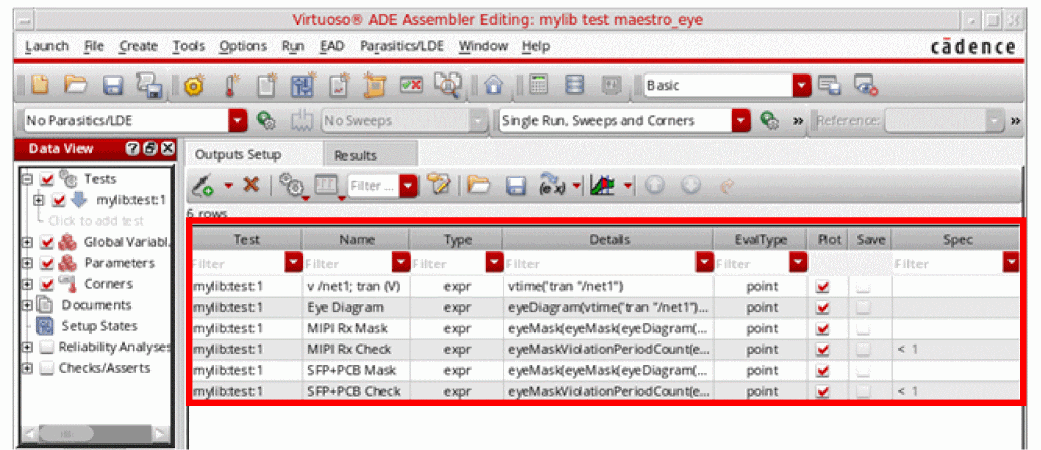 Virtuoso® ADE Assembler Editing: mylib test maestro_eye
Launch File Create Tools Options Run EAD Parasitics/LDE Window Help cādence
Basic
No Parasitics/LDE No Sweeps Single Run, Sweeps and Corners » Reference: »
Data View Outputs Setup Results
Tests
mylib:test:1 Filter ... (e x)
Click to add test
6 rows
Global Variabl
Parameters
Corners
Documents
Setup States
Reliability Analyses
Checks/Asserts
Test Name Type Details EvalType Plot Save Spec
Filter Filter Filter Filter Filter Filter
mylib:test:1 v /net1; tran (V) expr vtime('tran "/net1") point
mylib:test:1 Eye Diagram expr eyeDiagram(vtime('tran "/net1")... point
mylib:test:1 MIPI Rx Mask expr eyeMask(eyeMask(eyeDiagram(... point
mylib:test:1 MIPI Rx Check expr eyeMaskViolationPeriodCount(e... point < 1
mylib:test:1 SFP+PCB Mask expr eyeMask(eyeMask(eyeDiagram(... point
mylib:test:1 SFP+PCB Check expr eyeMaskViolationPeriodCount(e... point < 1